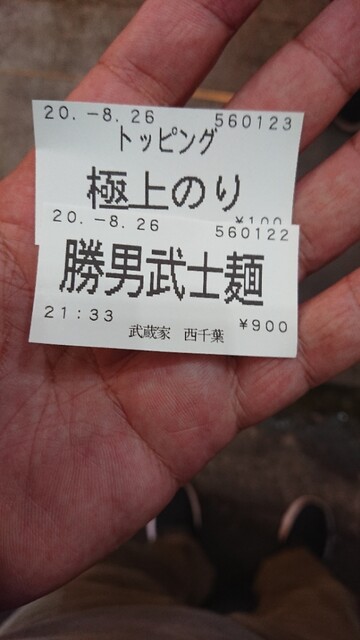 20.-8.26 560123
トッピング
極上のり
¥100
20.-8.26 560122
勝男武士麺
21:33 武蔵家 西千葉 ¥900